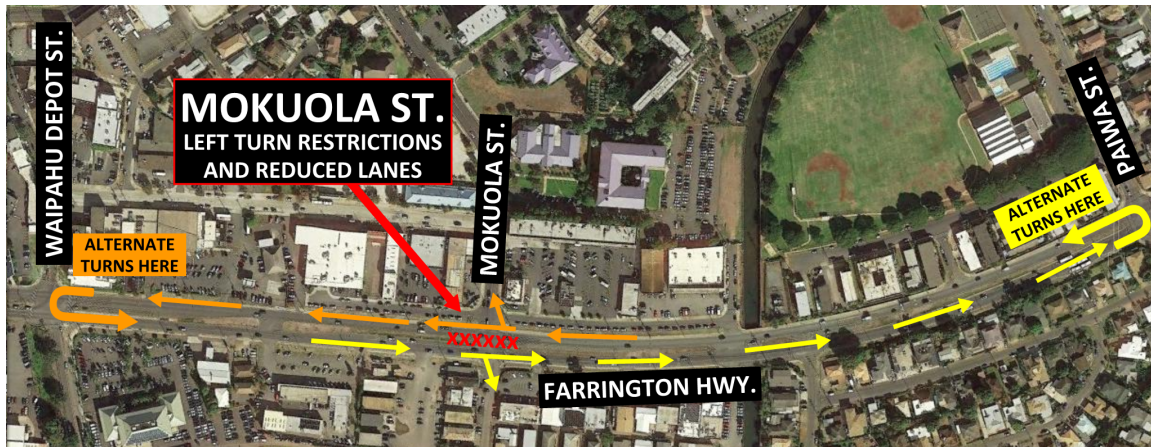 WAIPAHU DEPOT ST.
MOKUOLA ST.
LEFT TURN RESTRICTIONS
AND REDUCED LANES
MOKUOLA ST.
PAIWA ST.
ALTERNATE
TURNS HERE
ALTERNATE
TURNS HERE
XXXXXX
FARRINGTON HWY.